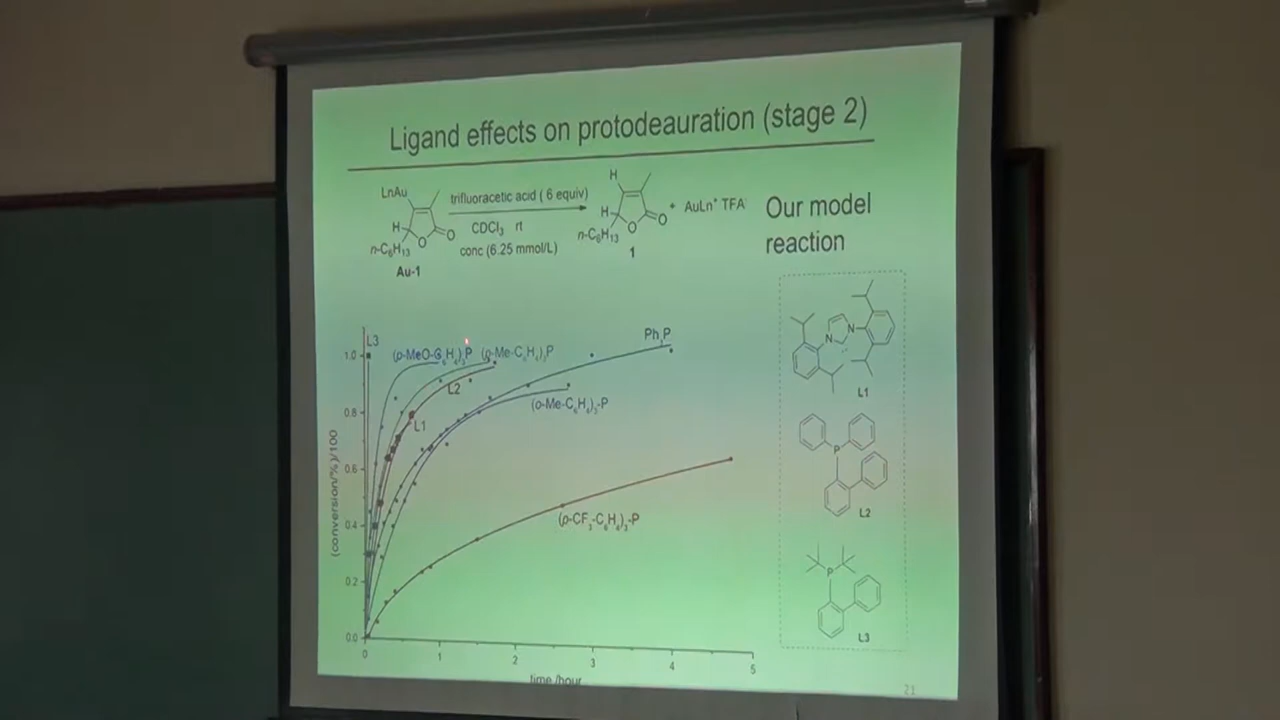 Ligand effects on protodeauration (stage 2)
LnAu
H
O
O
n-C₆H₁₃
Au-1
trifluoracetic acid ( 6 equiv)
CDCl₃ rt
conc (6.25 mmol/L)
H
H
O
O
n-C₆H₁₃
1
+ AuLn⁺ TFA
Our model
reaction
N
N
L1
P
L2
P
L3
L3
(p-MeO-C₆H₄)₃P
(p-Me-C₆H₄)₃P
L2
L1
Ph₃P
(o-Me-C₆H₄)₃-P
(p-CF₃-C₆H₄)₃-P
(conversion/%)/100
1.0
0.8
0.6
0.4
0.2
0.0
0
1
2
3
4
5
time /hour
21